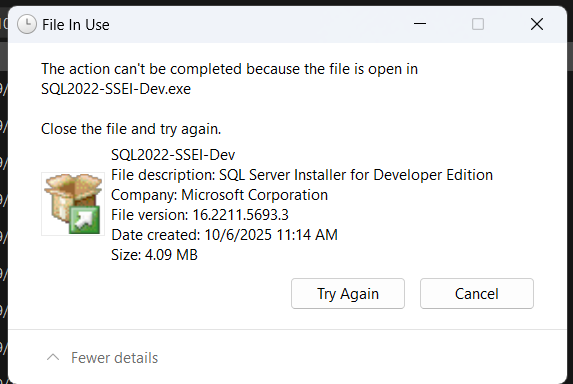 File In Use
The action can't be completed because the file is open in
SQL2022-SSEI-Dev.exe
Close the file and try again.
SQL2022-SSEI-Dev
File description: SQL Server Installer for Developer Edition
Company: Microsoft Corporation
File version: 16.2211.5693.3
Date created: 10/6/2025 11:14 AM
Size: 4.09 MB
Try Again
Cancel
Fewer details